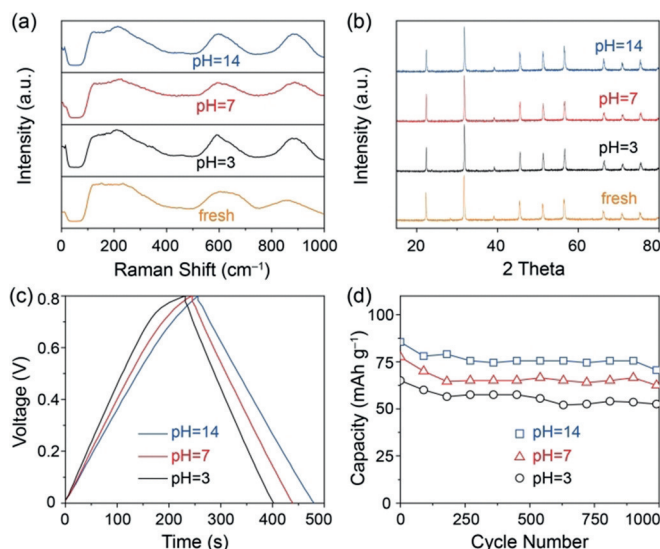 (a)
Intensity (a.u.)
pH=14
pH=7
pH=3
fresh
0 200 400 600 800 1000
Raman Shift (cm⁻¹)
(b)
Intensity (a.u.)
pH=14
pH=7
pH=3
fresh
20 30 40 50 60 70 80
2 Theta
(c)
Voltage (V)
0.8
0.6
0.4
0.2
0
pH=14
pH=7
pH=3
0 100 200 300 400 500
Time (s)
(d)
Capacity (mAh g⁻¹)
100
75
50
25
0
pH=14
pH=7
pH=3
0 250 500 750 1000
Cycle Number